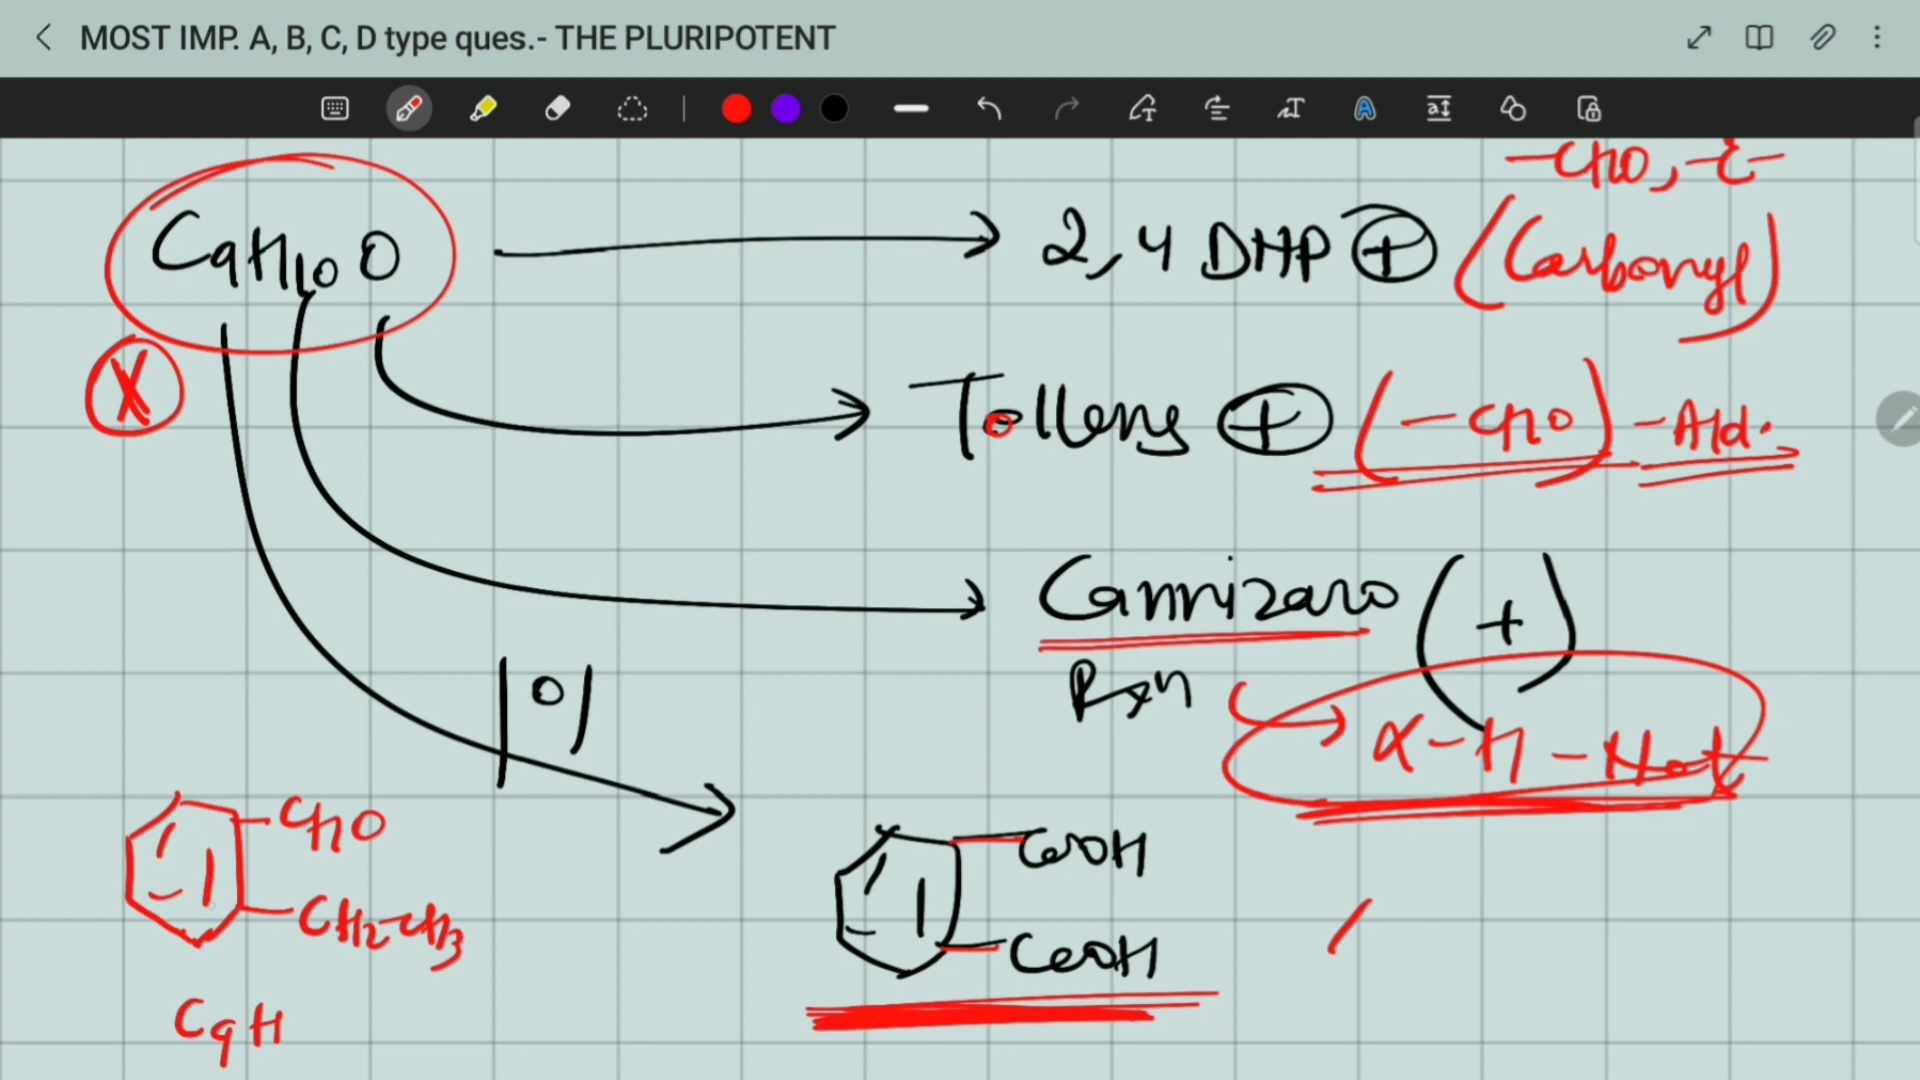 MOST IMP. A, B, C, D type ques.- THE PLURIPOTENT
-CHO, -C-
C9H10O
2,4 DHP + (Carbonyl)
X
Tollens + (-CHO) - Ald.
Cannizaro (+)
Rxn
α-H - Not
|O|
CHO
CH2-CH3
COOH
COOH
C9H